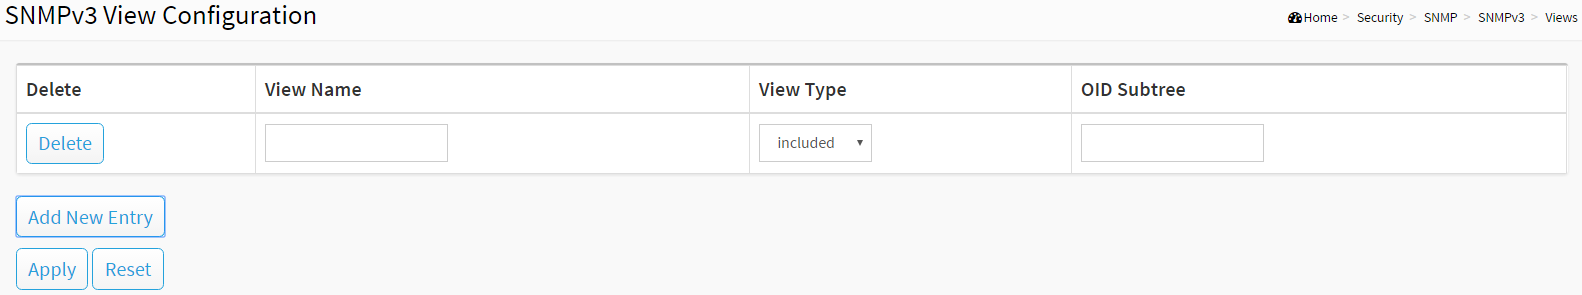 SNMPv3 View Configuration
Home > Security > SNMP > SNMPv3 > Views
Delete View Name View Type OID Subtree
Delete included
Add New Entry
Apply Reset